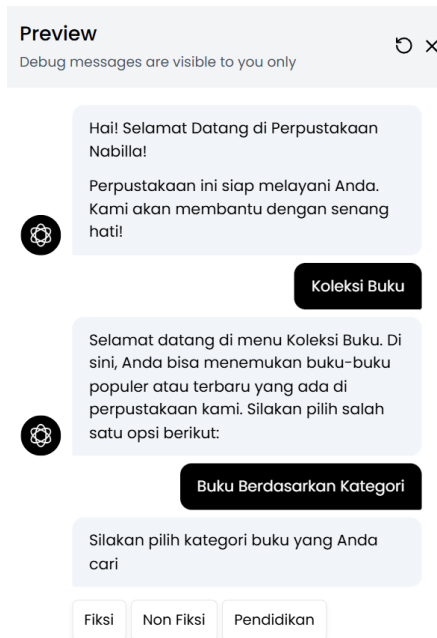 Preview
Debug messages are visible to you only
Hai! Selamat Datang di Perpustakaan
Nabilla!
Perpustakaan ini siap melayani Anda.
Kami akan membantu dengan senang
hati!
Koleksi Buku
Selamat datang di menu Koleksi Buku. Di
sini, Anda bisa menemukan buku-buku
populer atau terbaru yang ada di
perpustakaan kami. Silakan pilih salah
satu opsi berikut:
Buku Berdasarkan Kategori
Silakan pilih kategori buku yang Anda
cari
Fiksi Non Fiksi Pendidikan